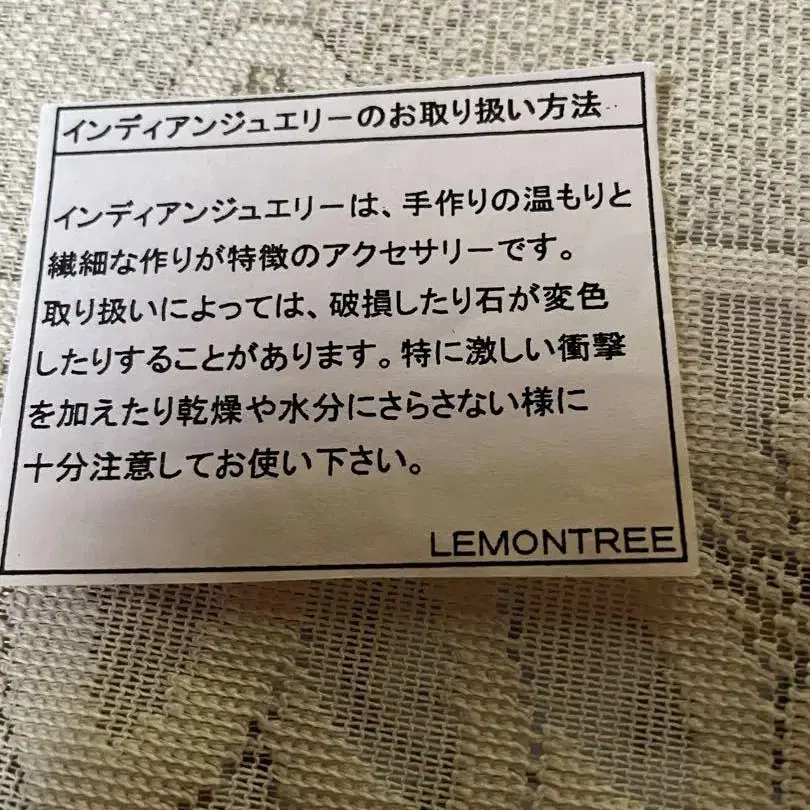 インディアンジュエリーのお取り扱い方法
インディアンジュエリーは、手作りの温もりと
繊細な作りが特徴のアクセサリーです。
取り扱いによっては、破損したり石が変色
したりすることがあります。特に激しい衝撃
を加えたり乾燥や水分にさらさない様に
十分注意してお使い下さい。
LEMONTREE